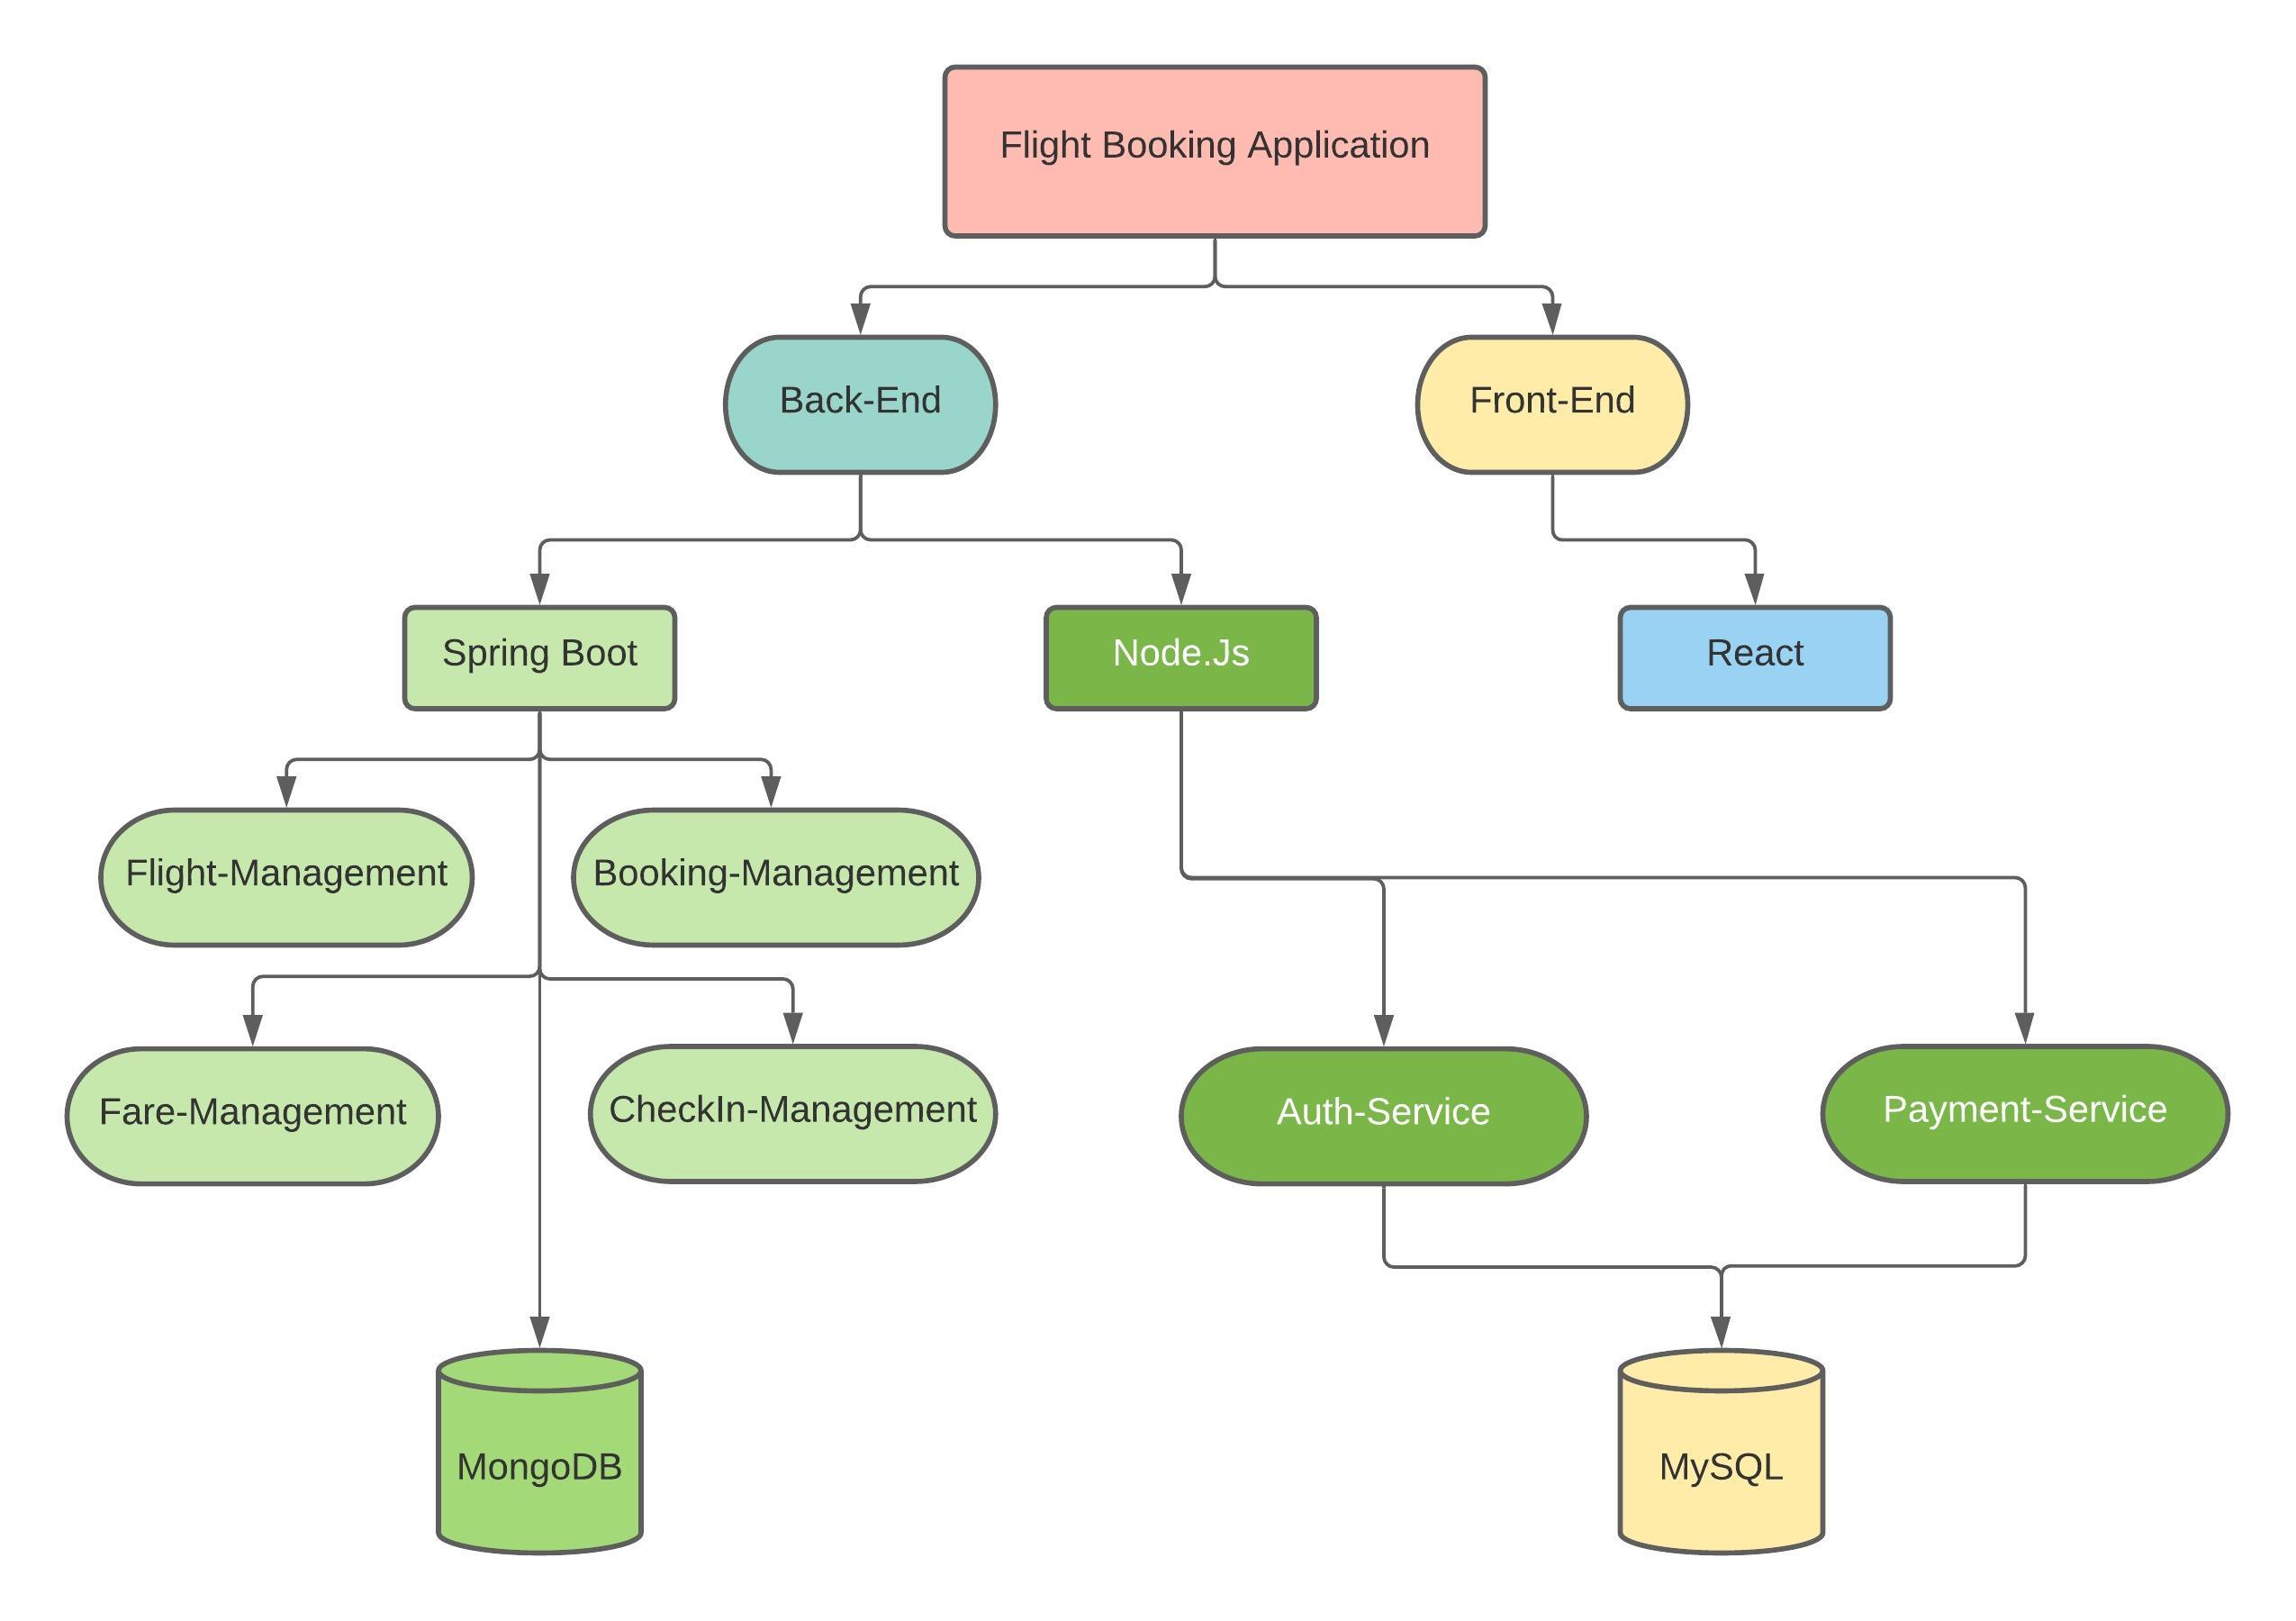 Flight Booking Application
Back-End
Front-End
Spring Boot
Node.Js
React
Flight-Management
Booking-Management
Fare-Management
CheckIn-Management
Auth-Service
Payment-Service
MongoDB
MySQL